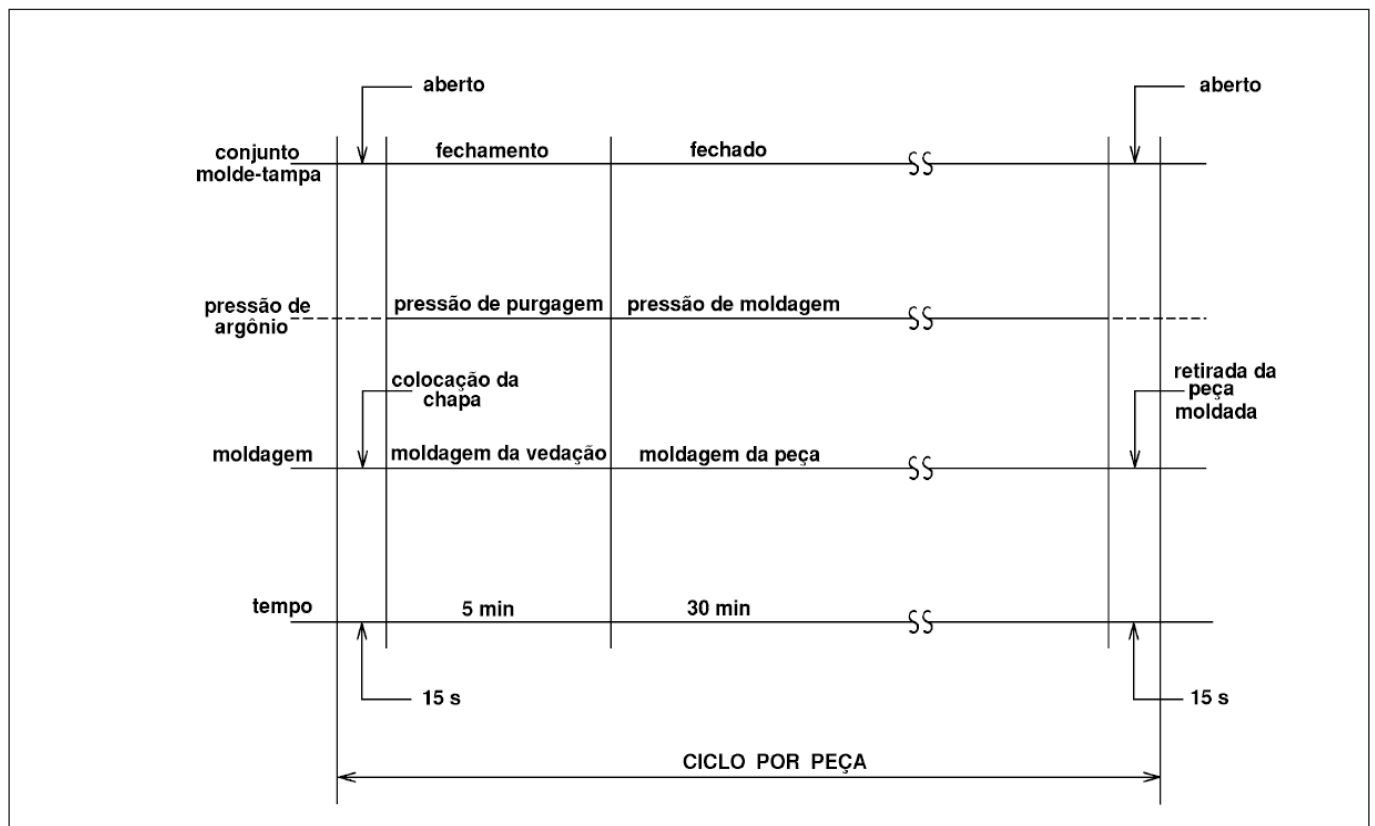 aberto
aberto
conjunto
molde-tampa
fechamento
fechado
pressão de
argônio
pressão de purgagem
pressão de moldagem
colocação da
chapa
retirada da
peça
moldada
moldagem
moldagem da vedação
moldagem da peça
tempo
5 min
30 min
15 s
15 s
CICLO POR PEÇA